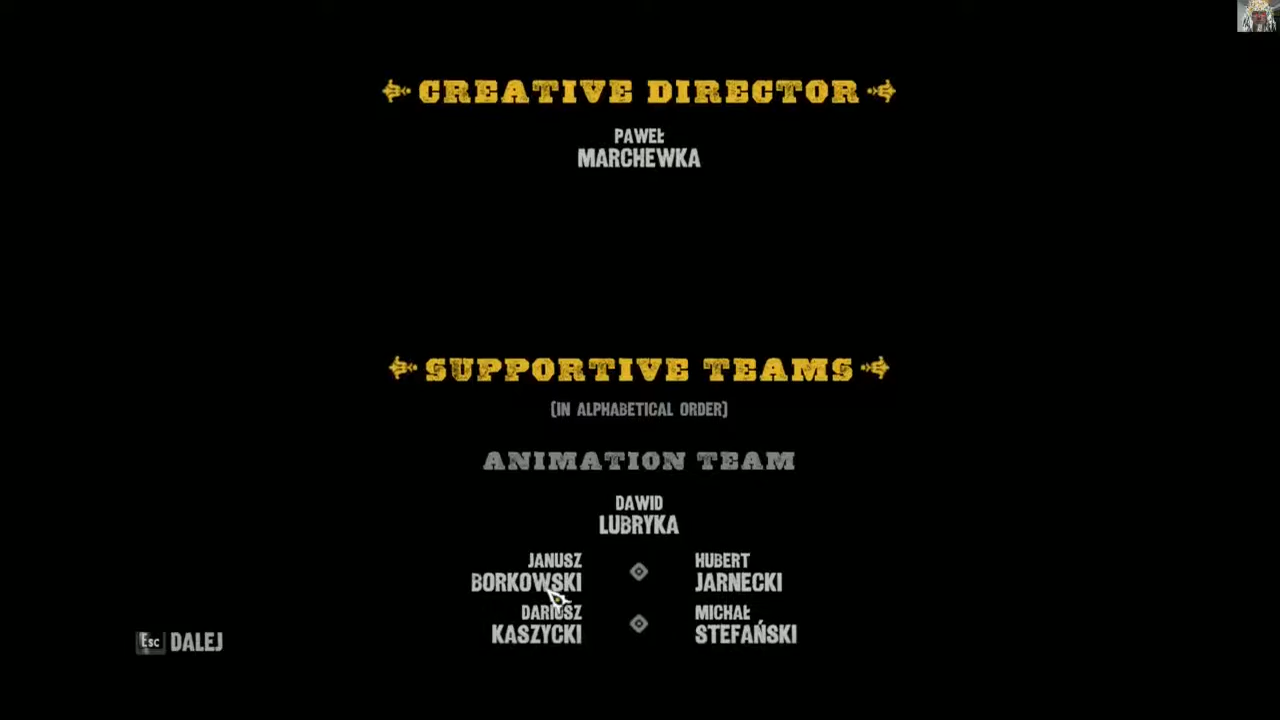 CREATIVE DIRECTOR
PAWEŁ
MARCHEWKA
SUPPORTIVE TEAMS
(IN ALPHABETICAL ORDER)
ANIMATION TEAM
DAWID
LUBRYKA
JANUSZ
BORKOWSKI
HUBERT
JARNECKI
DARIUSZ
KASZYCKI
MICHAŁ
STEFAŃSKI
Esc DALEJ